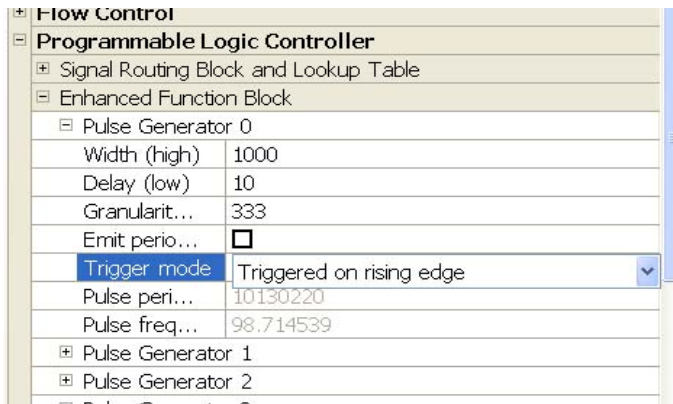 Flow Control
Programmable Logic Controller
Signal Routing Block and Lookup Table
Enhanced Function Block
Pulse Generator 0
Width (high) 1000
Delay (low) 10
Granularit... 333
Emit perio...
Trigger mode Triggered on rising edge
Pulse peri... 10130220
Pulse freq... 98.714539
Pulse Generator 1
Pulse Generator 2